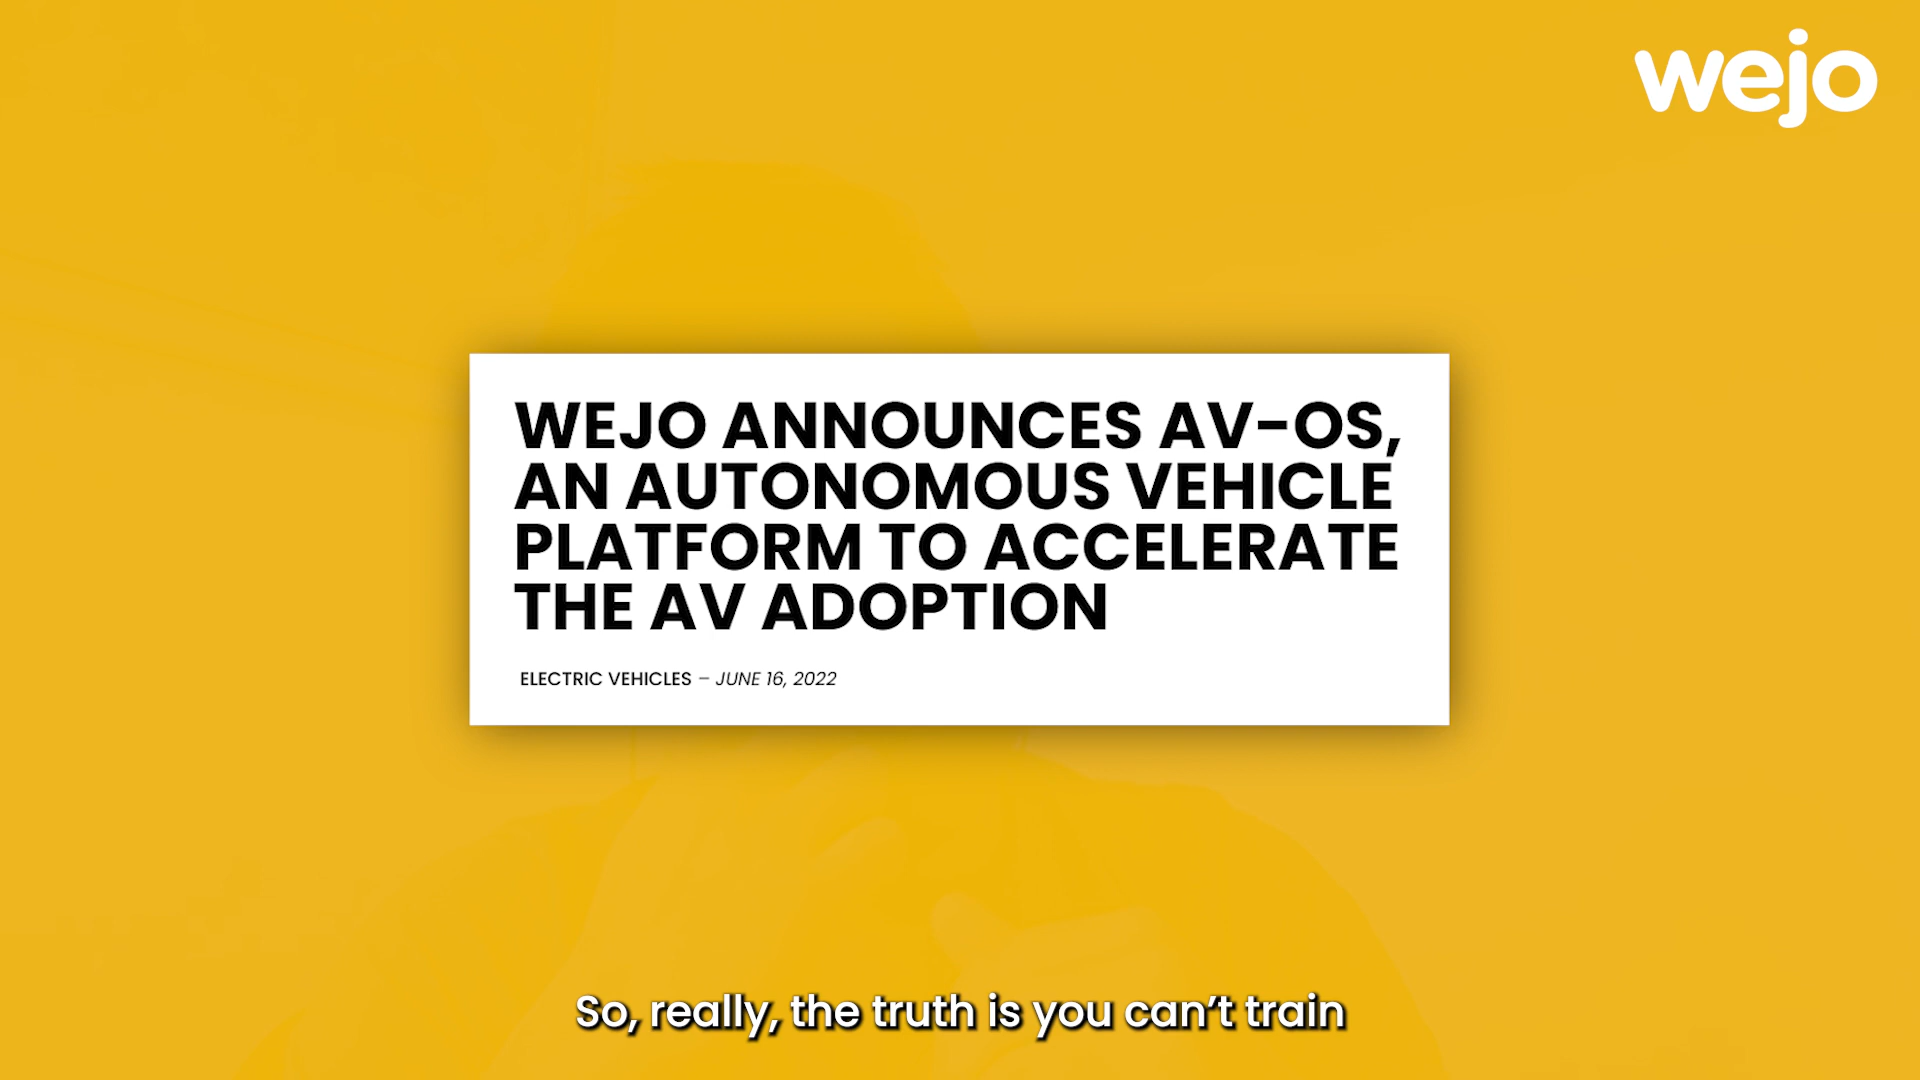 wejo
WEJO ANNOUNCES AV-OS,
AN AUTONOMOUS VEHICLE
PLATFORM TO ACCELERATE
THE AV ADOPTION
ELECTRIC VEHICLES – JUNE 16, 2022
So, really, the truth is you can’t train